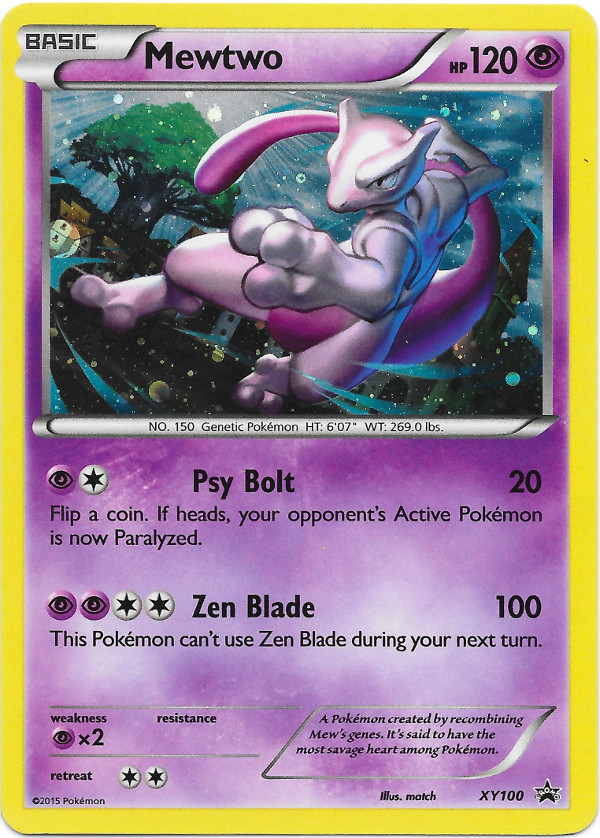 BASIC Mewtwo HP120
NO. 150 Genetic Pokémon HT: 6'07" WT: 269.0 lbs.
Psy Bolt 20
Flip a coin. If heads, your opponent's Active Pokémon
is now Paralyzed.
Zen Blade 100
This Pokémon can't use Zen Blade during your next turn.
weakness resistance
×2
A Pokémon created by recombining
Mew's genes. It's said to have the
most savage heart among Pokémon.
retreat
©2015 Pokémon Illus. match XY100